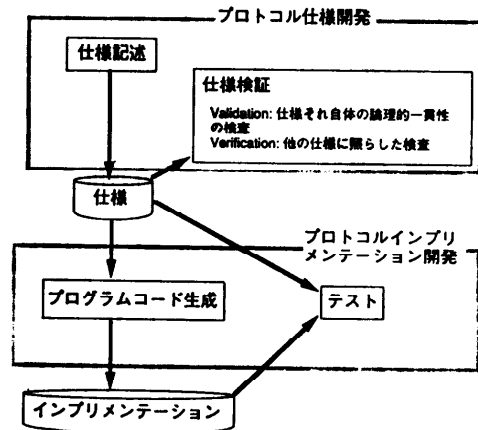 プロトコル仕様開発
仕様記述
仕様検証
Validation: 仕様それ自体の論理的一貫性
の検査
Verification: 他の仕様に照らした検査
仕様
プロトコルインプリ
メンテーション開発
プログラムコード生成
テスト
インプリメンテーション